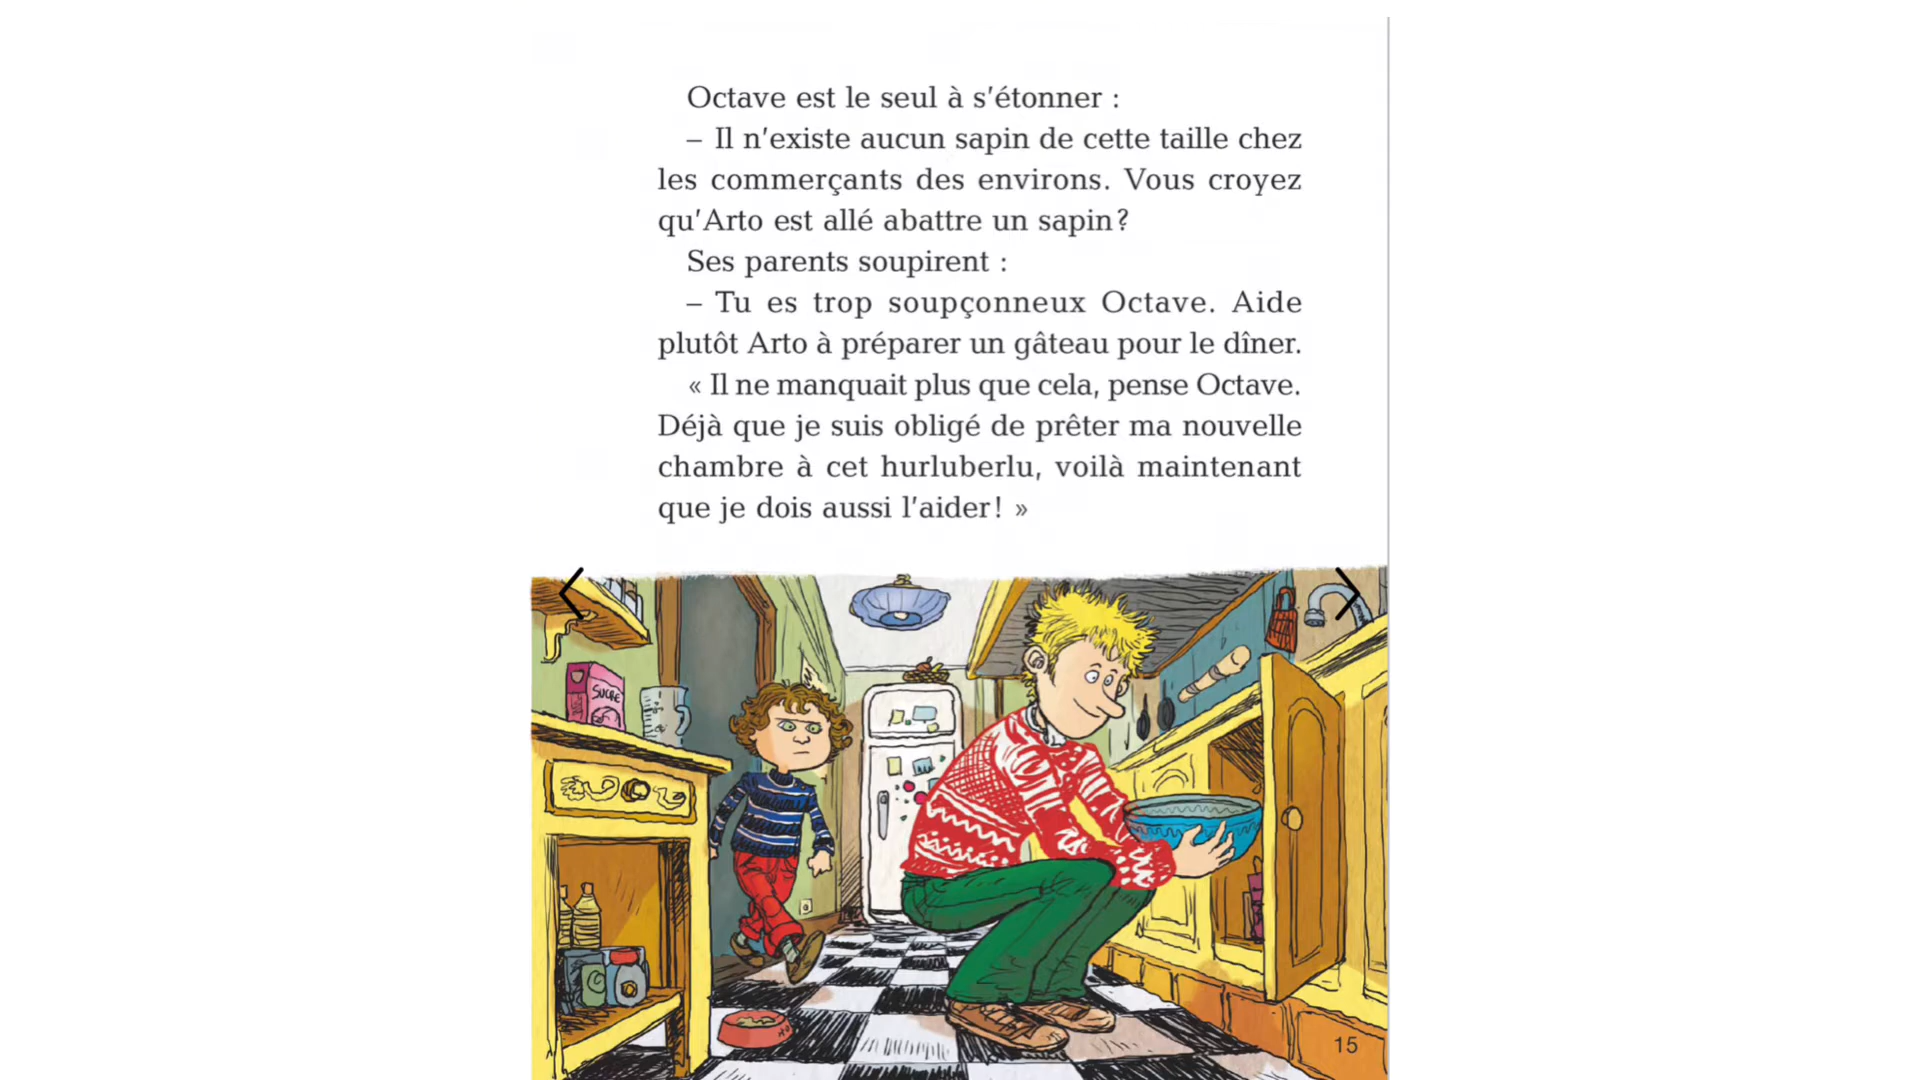 Octave est le seul à s’étonner :
– Il n’existe aucun sapin de cette taille chez
les commerçants des environs. Vous croyez
qu’Arto est allé abattre un sapin ?
Ses parents soupirent :
– Tu es trop soupçonneux Octave. Aide
plutôt Arto à préparer un gâteau pour le dîner.
« Il ne manquait plus que cela, pense Octave.
Déjà que je suis obligé de prêter ma nouvelle
chambre à cet hurluberlu, voilà maintenant
que je dois aussi l’aider ! »
SUCRE
15